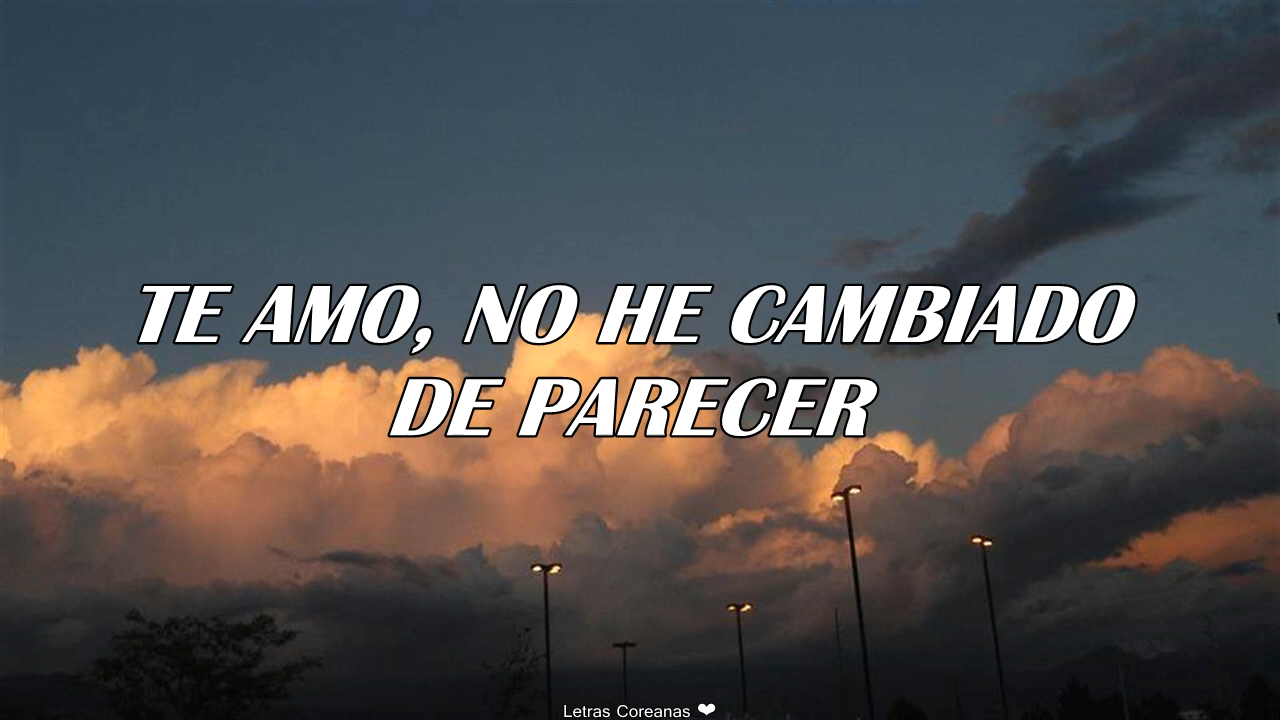 TE AMO, NO HE CAMBIADO
DE PARECER
Letras Coreanas ❤